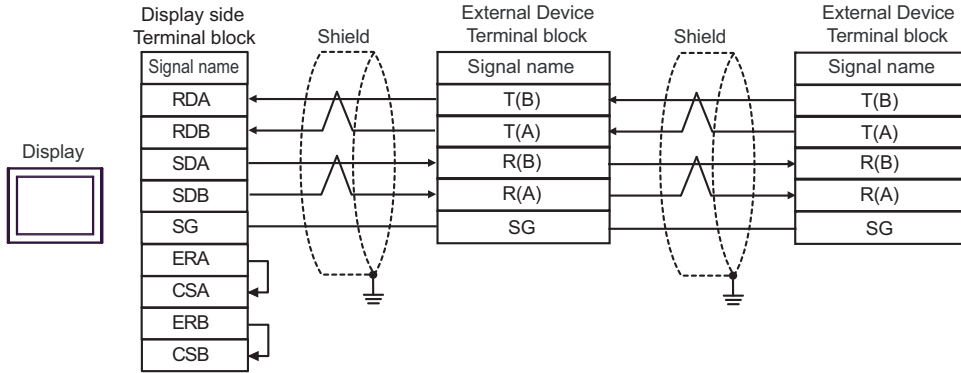 Display side
Terminal block
Shield
External Device
Terminal block
Shield
External Device
Terminal block
Signal name
Signal name
Signal name
RDA
T(B)
T(B)
RDB
T(A)
T(A)
Display
SDA
R(B)
R(B)
SDB
R(A)
R(A)
SG
SG
SG
ERA
CSA
ERB
CSB